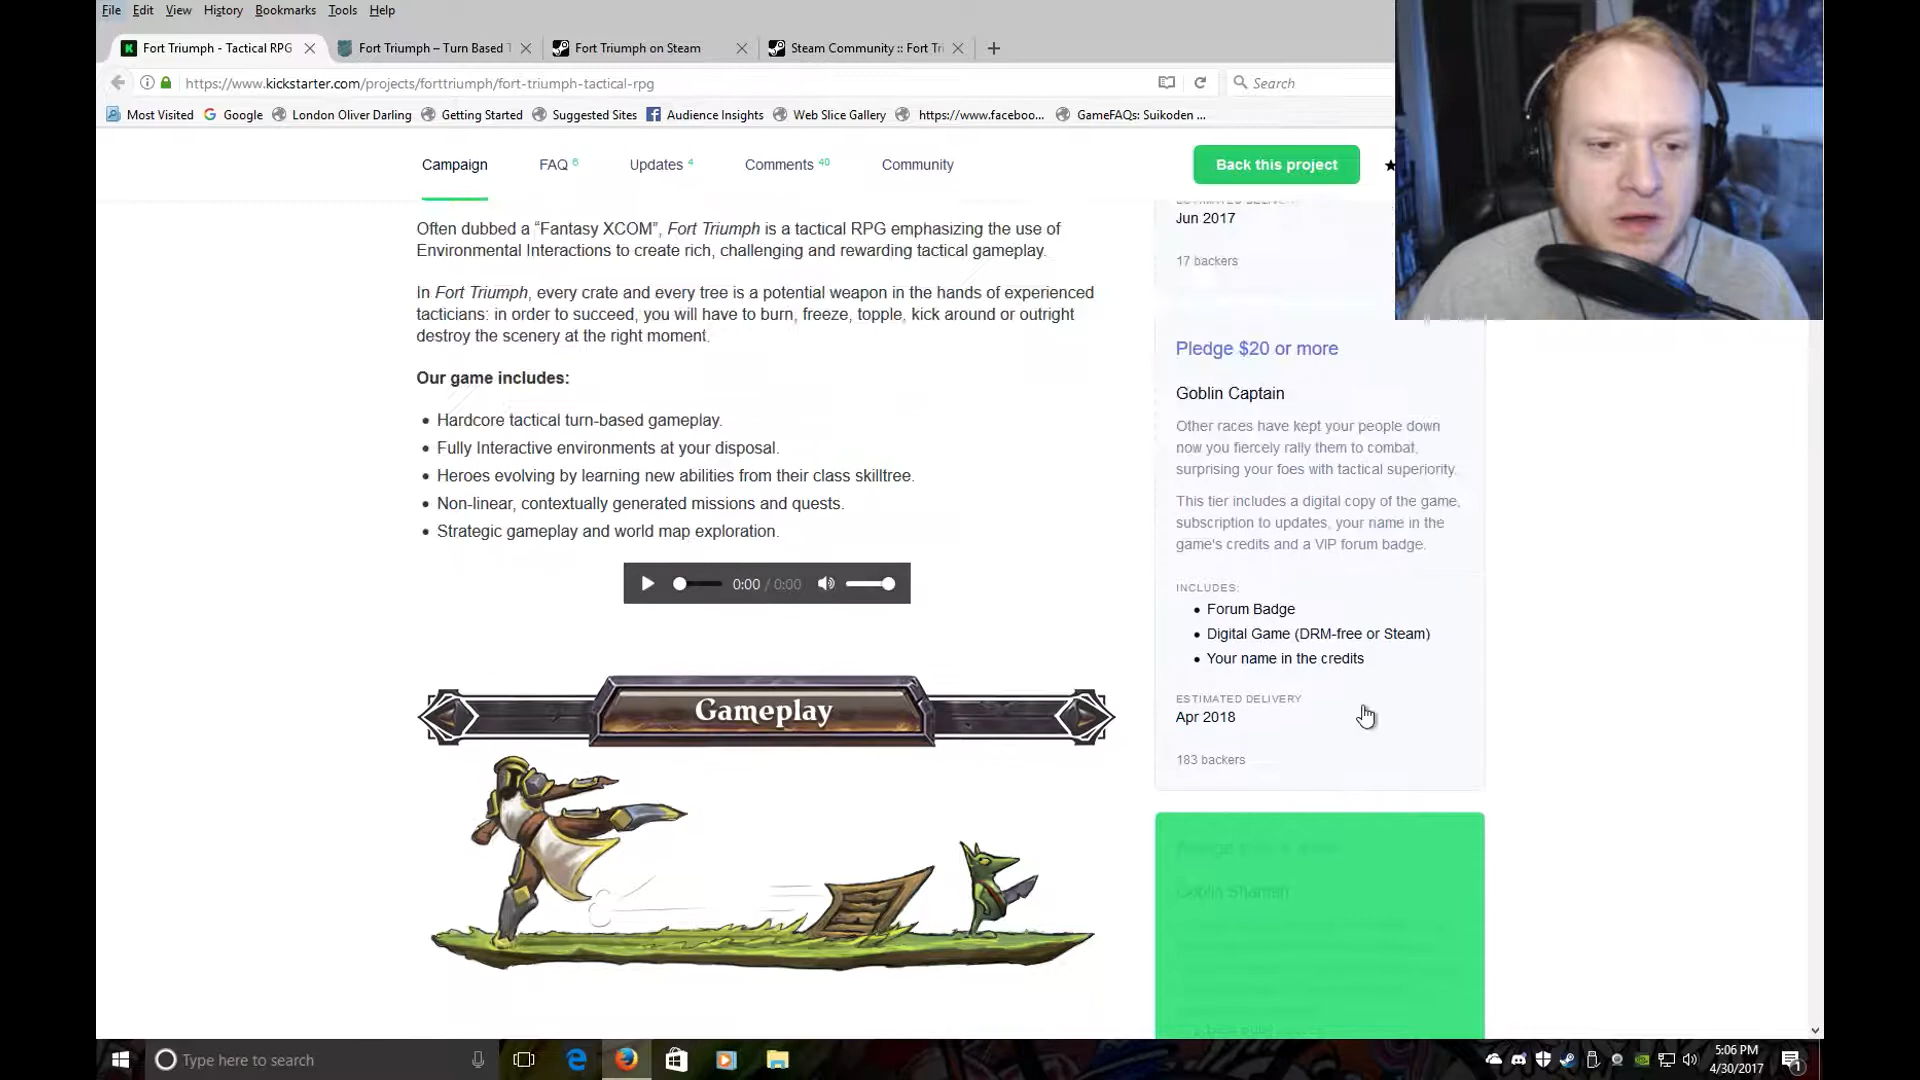 File Edit View History Bookmarks Tools Help
Fort Triumph - Tactical RPG
Fort Triumph – Turn Based T
Fort Triumph on Steam
Steam Community :: Fort Tri
https://www.kickstarter.com/projects/forttriumph/fort-triumph-tactical-rpg
Search
Most Visited Google London Oliver Darling Getting Started Suggested Sites Audience Insights Web Slice Gallery https://www.faceboo... GameFAQs: Suikoden ...
Campaign FAQ 6 Updates 4 Comments 40 Community
Back this project
Often dubbed a “Fantasy XCOM”, Fort Triumph is a tactical RPG emphasizing the use of
Environmental Interactions to create rich, challenging and rewarding tactical gameplay.
In Fort Triumph, every crate and every tree is a potential weapon in the hands of experienced
tacticians: in order to succeed, you will have to burn, freeze, topple, kick around or outright
destroy the scenery at the right moment.
Our game includes:
Hardcore tactical turn-based gameplay.
Fully Interactive environments at your disposal.
Heroes evolving by learning new abilities from their class skilltree.
Non-linear, contextually generated missions and quests.
Strategic gameplay and world map exploration.
0:00 / 0:00
Gameplay
ESTIMATED DELIVERY
Jun 2017
17 backers
Pledge $20 or more
Goblin Captain
Other races have kept your people down
now you fiercely rally them to combat,
surprising your foes with tactical superiority.
This tier includes a digital copy of the game,
subscription to updates, your name in the
game's credits and a VIP forum badge.
INCLUDES:
Forum Badge
Digital Game (DRM-free or Steam)
Your name in the credits
ESTIMATED DELIVERY
Apr 2018
183 backers
Goblin Shaman
Type here to search
5:06 PM
4/30/2017
1